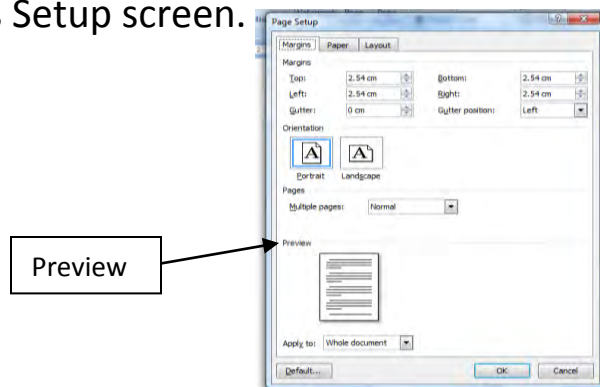 Setup screen.
Page Setup
Margins Paper Layout
Margins
Top: 2.54 cm Bottom: 2.54 cm
Left: 2.54 cm Right: 2.54 cm
Gutter: 0 cm Gutter position: Left
Orientation
A A
Portrait Landscape
Pages
Multiple pages: Normal
Preview
Preview
Apply to: Whole document
Default... OK Cancel